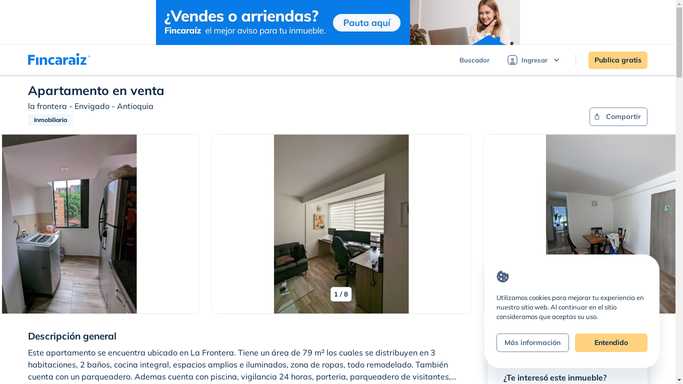 ¿Vendes o arriendas?
Fincaraíz el mejor aviso para tu inmueble.
Pauta aquí
Fincaraíz
Buscador
Ingresar
Publica gratis
Apartamento en venta
la frontera - Envigado - Antioquia
Inmobiliaria
Compartir
1 / 8
Utilizamos cookies para mejorar tu experiencia en
nuestro sitio web. Al continuar en el sitio
consideramos que aceptas su uso.
Más información
Entendido
Descripción general
Este apartamento se encuentra ubicado en La Frontera. Tiene un área de 79 m² los cuales se distribuyen en 3
habitaciones, 2 baños, cocina integral, espacios amplios e iluminados, zona de ropas, todo remodelado. También
cuenta con un parqueadero. Ademas cuenta con piscina, vigilancia 24 horas, porteria, parqueadero de visitantes,...
¿Te interesó este inmueble?